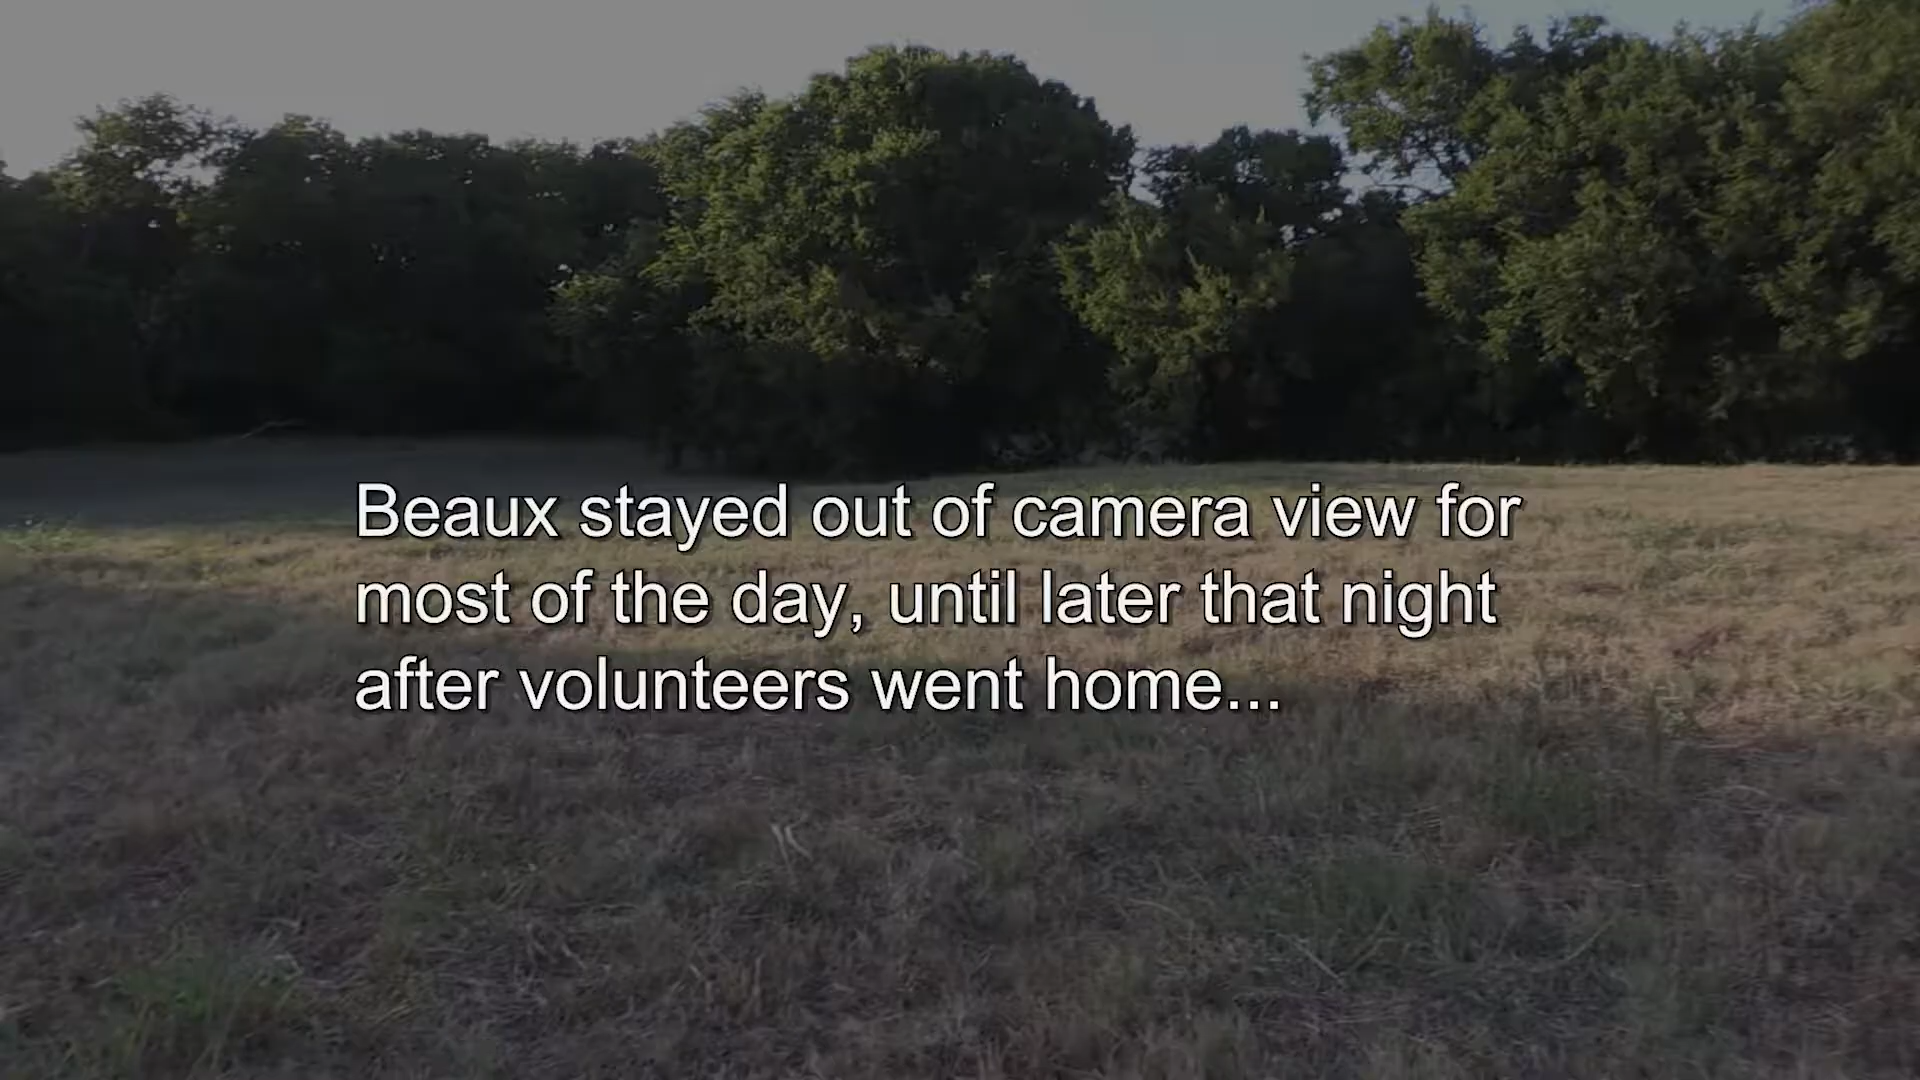 Beaux stayed out of camera view for
most of the day, until later that night
after volunteers went home...